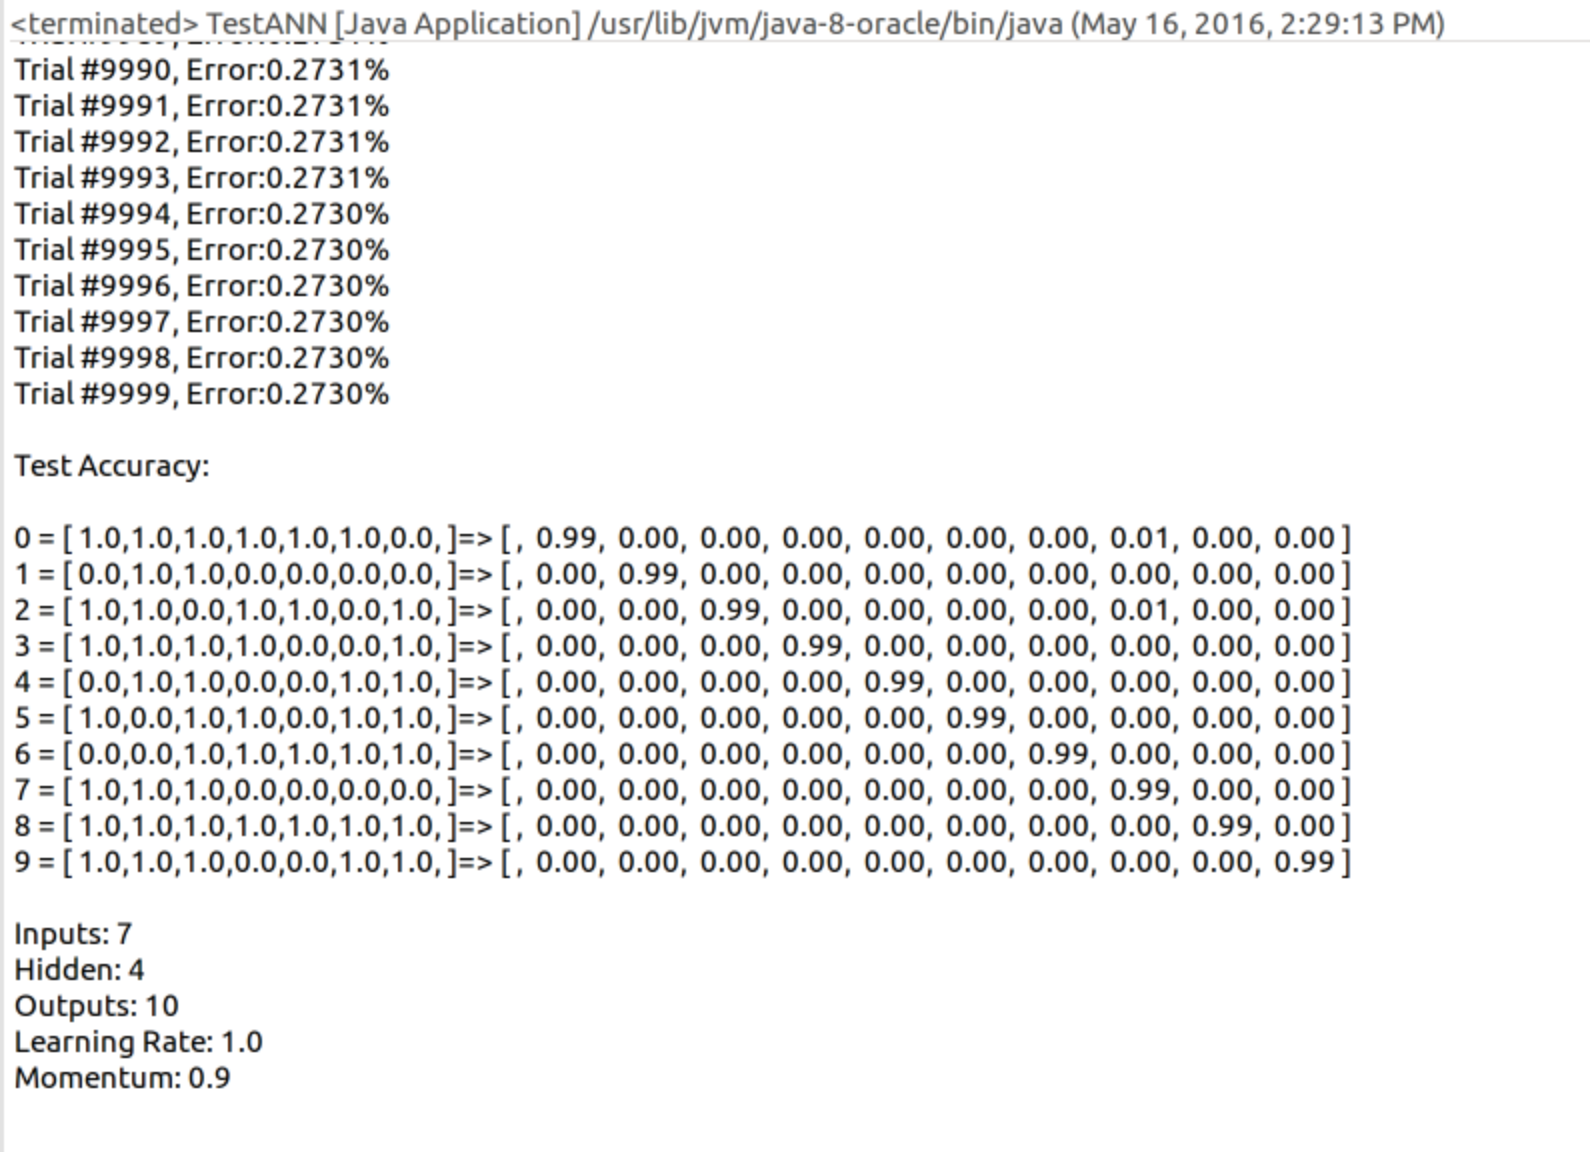 <terminated> TestANN [Java Application] /usr/lib/jvm/java-8-oracle/bin/java (May 16, 2016, 2:29:13 PM)
Trial #9990, Error:0.2731%
Trial #9991, Error:0.2731%
Trial #9992, Error:0.2731%
Trial #9993, Error:0.2731%
Trial #9994, Error:0.2730%
Trial #9995, Error:0.2730%
Trial #9996, Error:0.2730%
Trial #9997, Error:0.2730%
Trial #9998, Error:0.2730%
Trial #9999, Error:0.2730%
Test Accuracy:
0 = [ 1.0,1.0,1.0,1.0,1.0,1.0,0.0, ]=> [, 0.99, 0.00, 0.00, 0.00, 0.00, 0.00, 0.00, 0.01, 0.00, 0.00 ]
1 = [ 0.0,1.0,1.0,0.0,0.0,0.0,0.0, ]=> [, 0.00, 0.99, 0.00, 0.00, 0.00, 0.00, 0.00, 0.00, 0.00, 0.00 ]
2 = [ 1.0,1.0,0.0,1.0,1.0,0.0,1.0, ]=> [, 0.00, 0.00, 0.99, 0.00, 0.00, 0.00, 0.00, 0.01, 0.00, 0.00 ]
3 = [ 1.0,1.0,1.0,1.0,0.0,0.0,1.0, ]=> [, 0.00, 0.00, 0.00, 0.99, 0.00, 0.00, 0.00, 0.00, 0.00, 0.00 ]
4 = [ 0.0,1.0,1.0,0.0,0.0,1.0,1.0, ]=> [, 0.00, 0.00, 0.00, 0.00, 0.99, 0.00, 0.00, 0.00, 0.00, 0.00 ]
5 = [ 1.0,0.0,1.0,1.0,0.0,1.0,1.0, ]=> [, 0.00, 0.00, 0.00, 0.00, 0.00, 0.99, 0.00, 0.00, 0.00, 0.00 ]
6 = [ 0.0,0.0,1.0,1.0,1.0,1.0,1.0, ]=> [, 0.00, 0.00, 0.00, 0.00, 0.00, 0.00, 0.99, 0.00, 0.00, 0.00 ]
7 = [ 1.0,1.0,1.0,0.0,0.0,0.0,0.0, ]=> [, 0.00, 0.00, 0.00, 0.00, 0.00, 0.00, 0.00, 0.99, 0.00, 0.00 ]
8 = [ 1.0,1.0,1.0,1.0,1.0,1.0,1.0, ]=> [, 0.00, 0.00, 0.00, 0.00, 0.00, 0.00, 0.00, 0.00, 0.99, 0.00 ]
9 = [ 1.0,1.0,1.0,0.0,0.0,1.0,1.0, ]=> [, 0.00, 0.00, 0.00, 0.00, 0.00, 0.00, 0.00, 0.00, 0.00, 0.99 ]
Inputs: 7
Hidden: 4
Outputs: 10
Learning Rate: 1.0
Momentum: 0.9